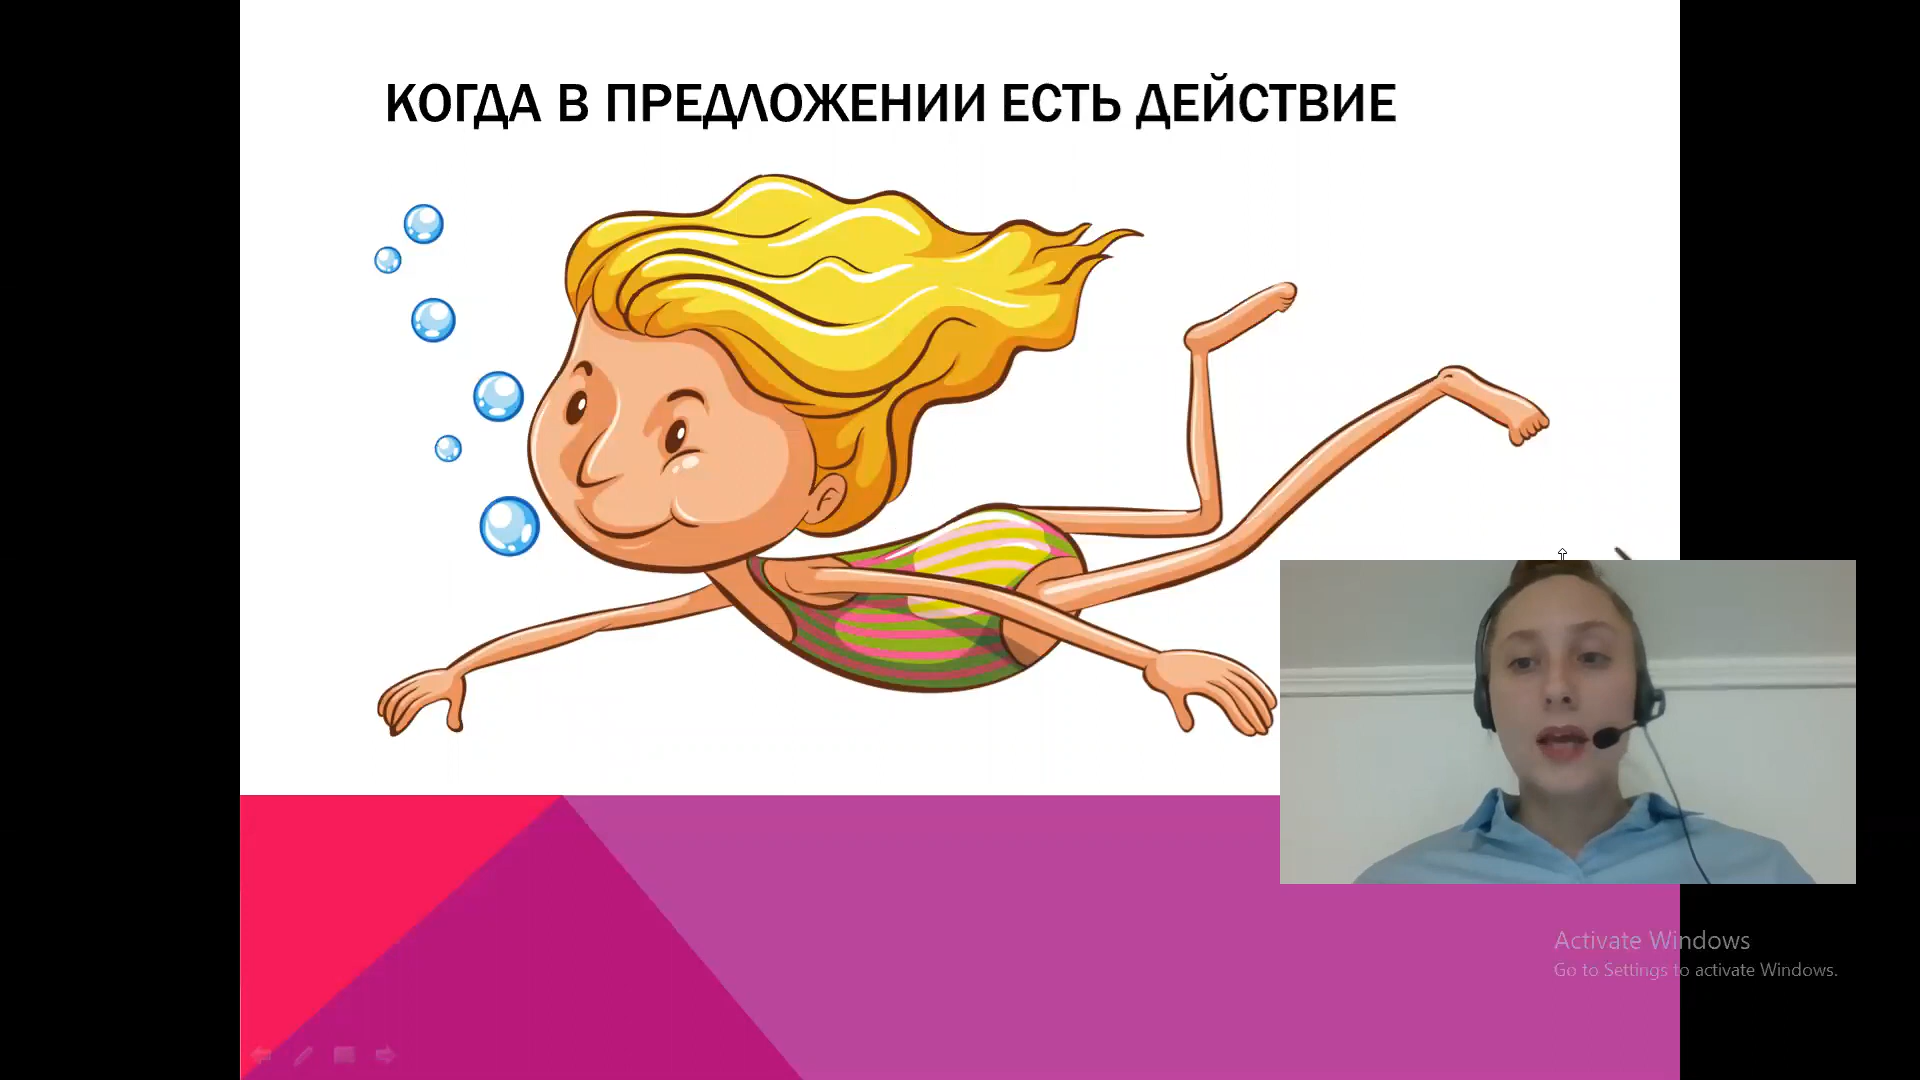 КОГДА В ПРЕДЛОЖЕНИИ ЕСТЬ ДЕЙСТВИЕ
Activate Windows
Go to Settings to activate Windows.